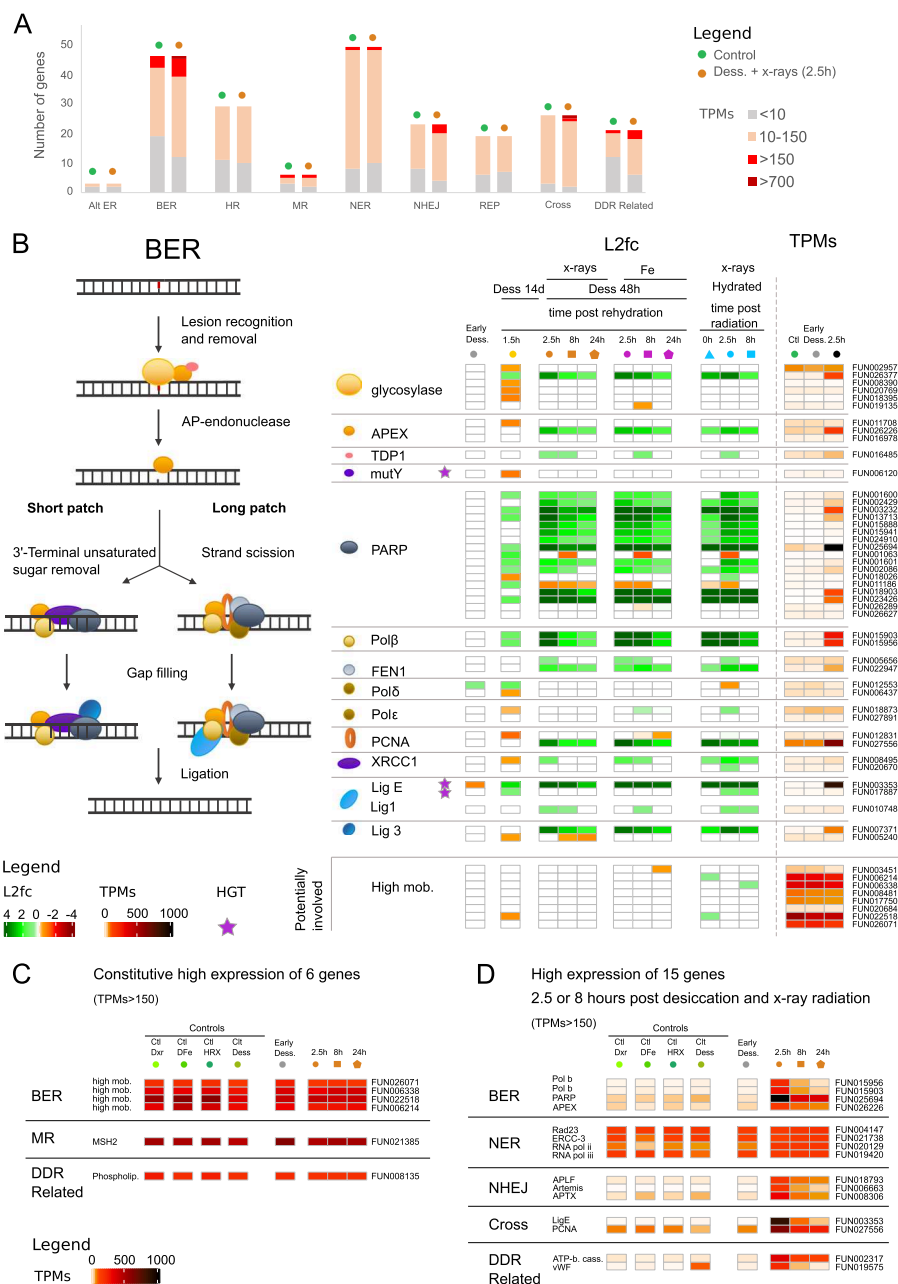 A
Number of genes
50
40
30
20
10
0
Alt ER
BER
HR
MR
NER
NHEJ
REP
Cross
DDR Related
Legend
Control
Dess. + x-rays (2.5h)
TPMs
<10
10-150
>150
>700
B
BER
Lesion recognition
and removal
AP-endonuclease
Short patch
Long patch
3'-Terminal unsaturated
sugar removal
Strand scission
Gap filling
Ligation
Legend
L2fc
4 2 0 -2 -4
TPMs
0 500 1000
HGT
L2fc
TPMs
x-rays
Fe
x-rays
Dess 14d
Dess 48h
Hydrated
time post rehydration
time post
radiation
Early
Dess.
1.5h
2.5h 8h 24h
2.5h 8h 24h
0h 2.5h 8h
Early
Ctl Dess. 2.5h
glycosylase
FUN002957
FUN026377
FUN008390
FUN020769
FUN018395
FUN019135
APEX
FUN011708
FUN026226
FUN016978
TDP1
FUN016485
mutY
FUN006120
PARP
FUN001600
FUN002429
FUN003232
FUN013713
FUN015888
FUN015941
FUN024910
FUN025694
FUN001063
FUN001601
FUN002086
FUN018026
FUN011186
FUN018903
FUN023426
FUN026289
FUN026627
Polβ
FUN015903
FUN015956
FEN1
FUN005656
FUN022947
Polδ
FUN012553
FUN006437
Polε
FUN018873
FUN027891
PCNA
FUN012831
FUN027556
XRCC1
FUN008495
FUN020670
Lig E
FUN003353
FUN017887
Lig1
FUN010748
Lig 3
FUN007371
FUN005240
Potentially
involved
High mob.
FUN003451
FUN006214
FUN006338
FUN008481
FUN017750
FUN020684
FUN022518
FUN026071
C
Constitutive high expression of 6 genes
(TPMs>150)
Controls
Ctl
Dxr
Ctl
DFe
Ctl
HRX
Clt
Dess
Early
Dess.
2.5h 8h 24h
BER
high mob. FUN026071
high mob. FUN006338
high mob. FUN022518
high mob. FUN006214
MR
MSH2 FUN021385
DDR
Related
Phospholip. FUN008135
Legend
TPMs
0 500 1000
D
High expression of 15 genes
2.5 or 8 hours post desiccation and x-ray radiation
(TPMs>150)
Controls
Ctl
Dxr
Ctl
DFe
Ctl
HRX
Clt
Dess
Early
Dess.
2.5h 8h 24h
BER
Pol b FUN015956
Pol b FUN015903
PARP FUN025694
APEX FUN026226
NER
Rad23 FUN004147
ERCC-3 FUN021738
RNA pol ii FUN020129
RNA pol iii FUN019420
NHEJ
APLF FUN018793
Artemis FUN006663
APTX FUN008306
Cross
LigE FUN003353
PCNA FUN027556
DDR
Related
ATP-b. cass. FUN002317
vWF FUN019575